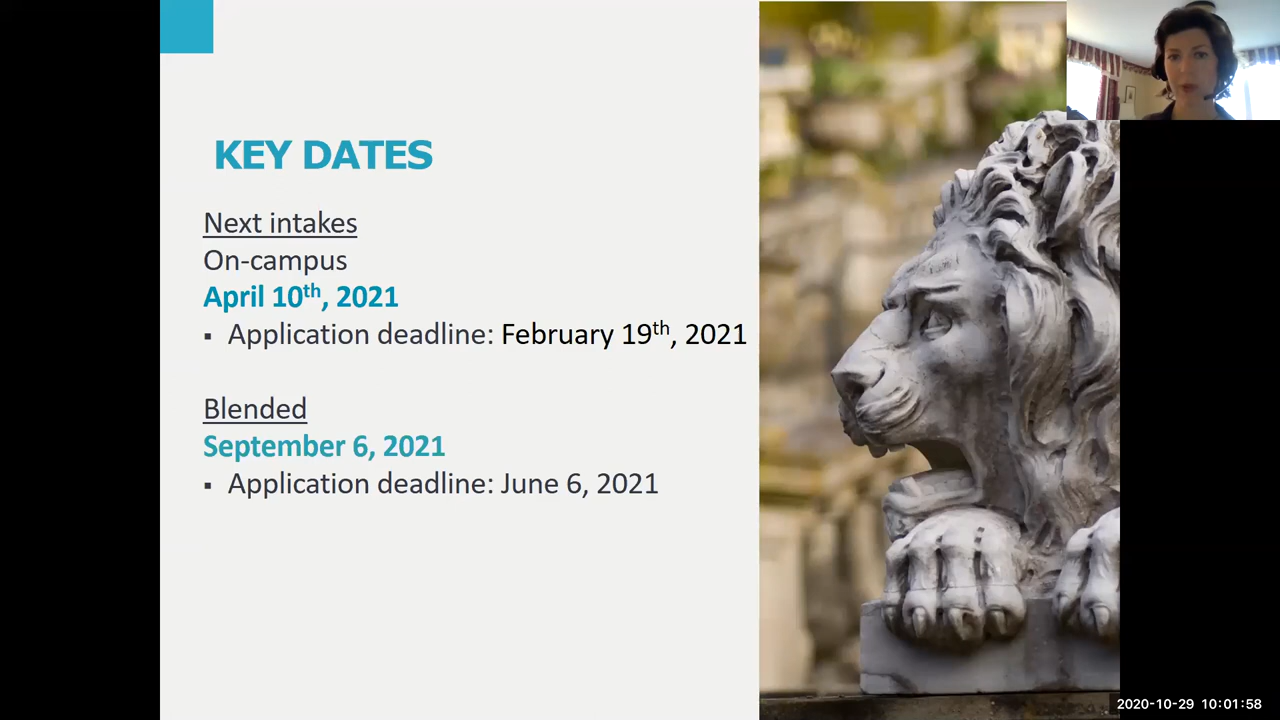 KEY DATES
Next intakes
On-campus
April 10th, 2021
▪ Application deadline: February 19th, 2021
Blended
September 6, 2021
▪ Application deadline: June 6, 2021
2020-10-29 10:01:58